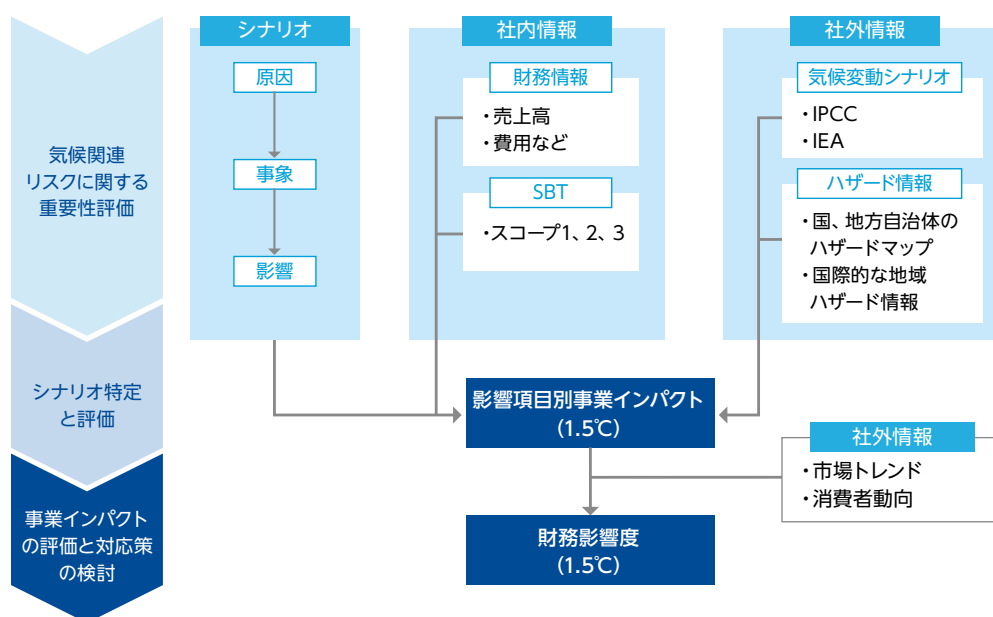 気候関連
リスクに関する
重要性評価
シナリオ特定
と評価
事業インパクト
の評価と対応策
の検討
シナリオ
原因
事象
影響
社内情報
財務情報
・売上高
・費用など
SBT
・スコープ1、2、3
社外情報
気候変動シナリオ
・IPCC
・IEA
ハザード情報
・国、地方自治体の
ハザードマップ
・国際的な地域
ハザード情報
影響項目別事業インパクト
(1.5℃)
社外情報
・市場トレンド
・消費者動向
財務影響度
(1.5℃)